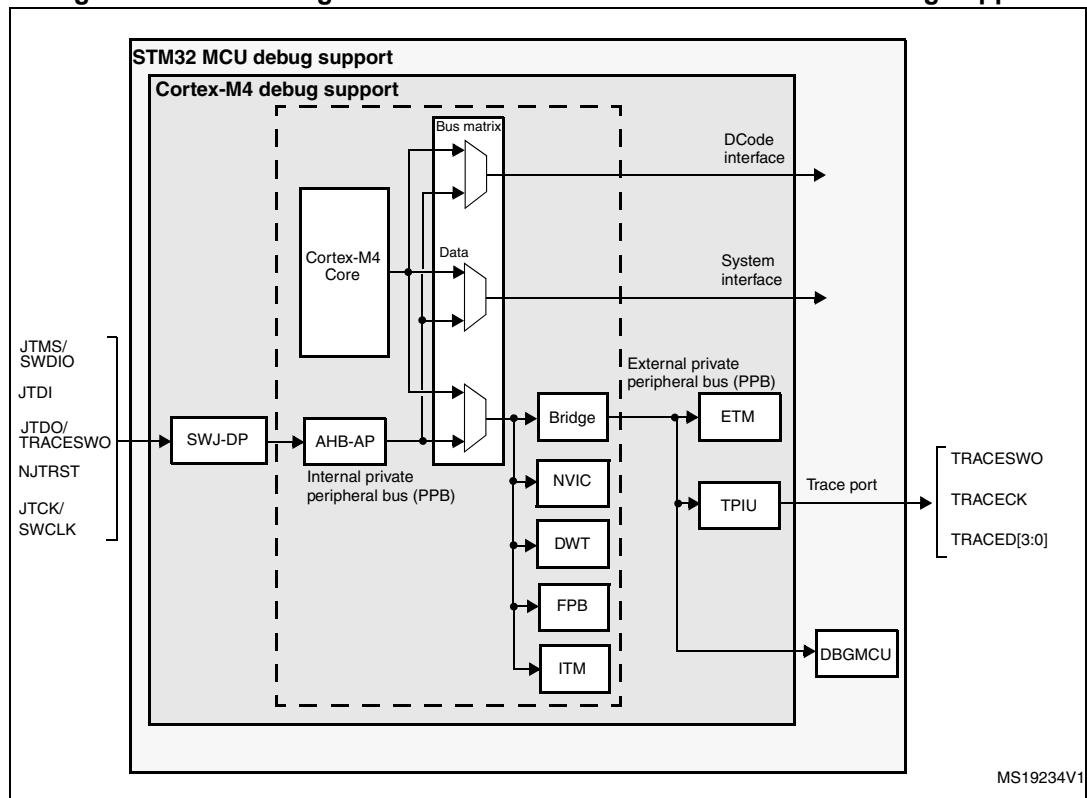 STM32 MCU debug support
Cortex-M4 debug support
Bus matrix
DCode
interface
Cortex-M4
Core
Data
System
interface
JTMS/
SWDIO
JTDI
JTDO/
TRACESWO
NJTRST
JTCK/
SWCLK
SWJ-DP
AHB-AP
Internal private
peripheral bus (PPB)
External private
peripheral bus (PPB)
Bridge
NVIC
DWT
FPB
ITM
ETM
TPIU
Trace port
DBGMCU
TRACESWO
TRACECK
TRACED[3:0]
MS19234V1